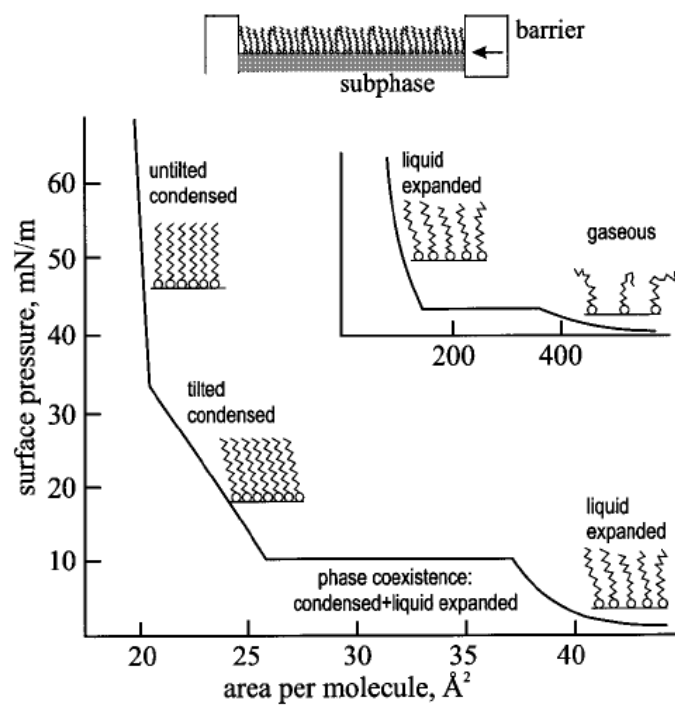 barrier
subphase
untilted
condensed
liquid
expanded
gaseous
200
400
tilted
condensed
liquid
expanded
phase coexistence:
condensed+liquid expanded
60
50
40
30
20
10
surface pressure, mN/m
20
25
30
35
40
area per molecule, Å²